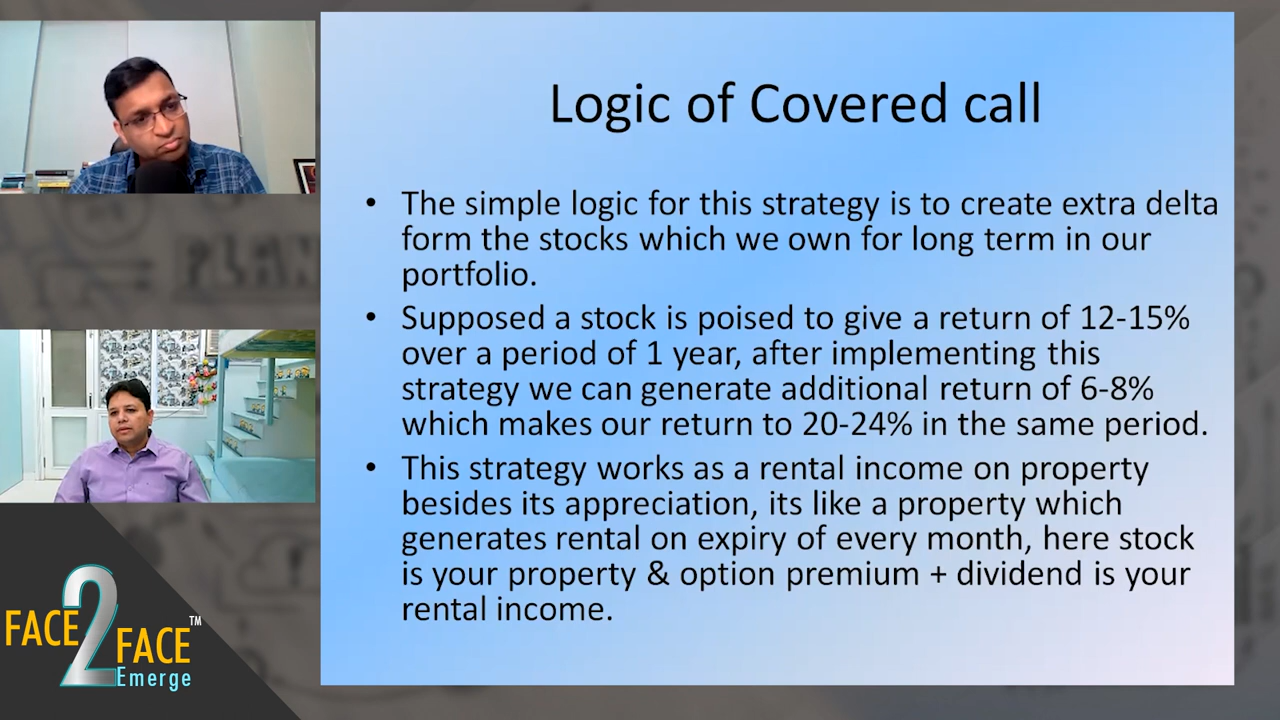 Logic of Covered call
• The simple logic for this strategy is to create extra delta
form the stocks which we own for long term in our
portfolio.
• Supposed a stock is poised to give a return of 12-15%
over a period of 1 year, after implementing this
strategy we can generate additional return of 6-8%
which makes our return to 20-24% in the same period.
• This strategy works as a rental income on property
besides its appreciation, its like a property which
generates rental on expiry of every month, here stock
is your property & option premium + dividend is your
rental income.
PLAN
FACE 2 FACE ™
Emerge